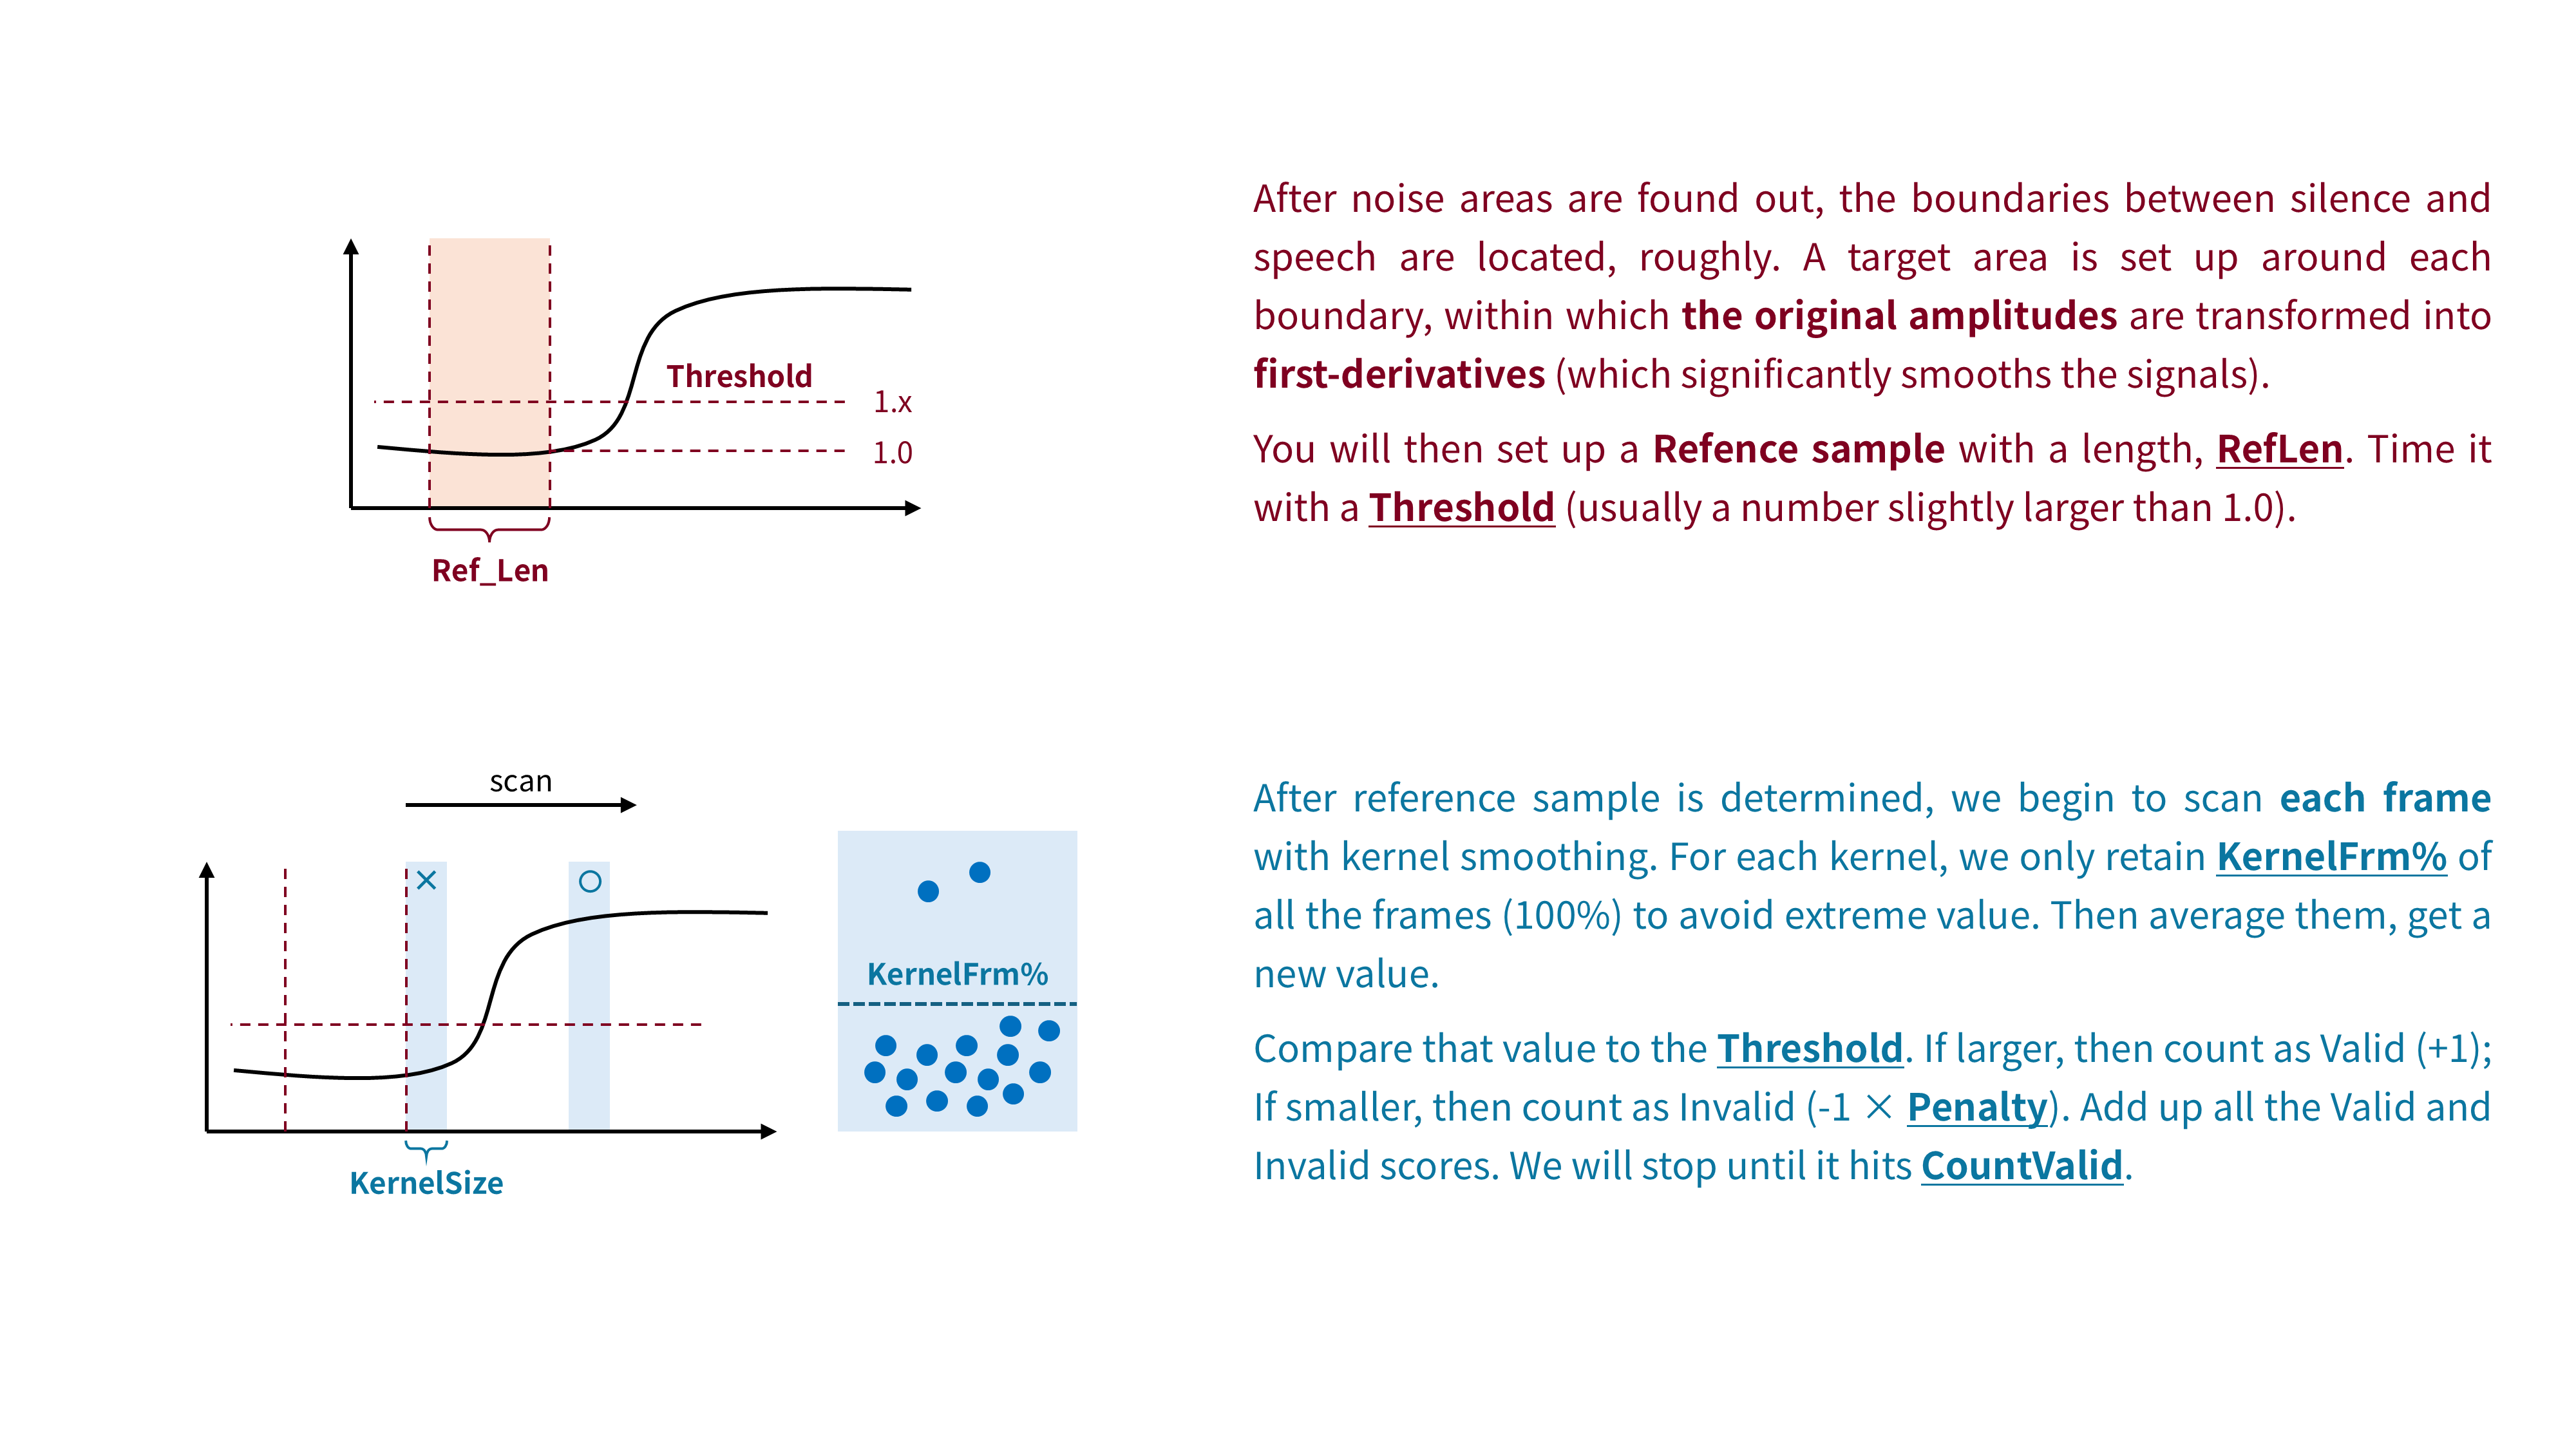 After noise areas are found out, the boundaries between silence and
speech are located, roughly. A target area is set up around each
boundary, within which the original amplitudes are transformed into
first-derivatives (which significantly smooths the signals).
You will then set up a Refence sample with a length, RefLen. Time it
with a Threshold (usually a number slightly larger than 1.0).
Threshold
1.x
1.0
Ref_Len
scan
KernelFrm%
KernelSize
After reference sample is determined, we begin to scan each frame
with kernel smoothing. For each kernel, we only retain KernelFrm% of
all the frames (100%) to avoid extreme value. Then average them, get a
new value.
Compare that value to the Threshold. If larger, then count as Valid (+1);
If smaller, then count as Invalid (-1 × Penalty). Add up all the Valid and
Invalid scores. We will stop until it hits CountValid.